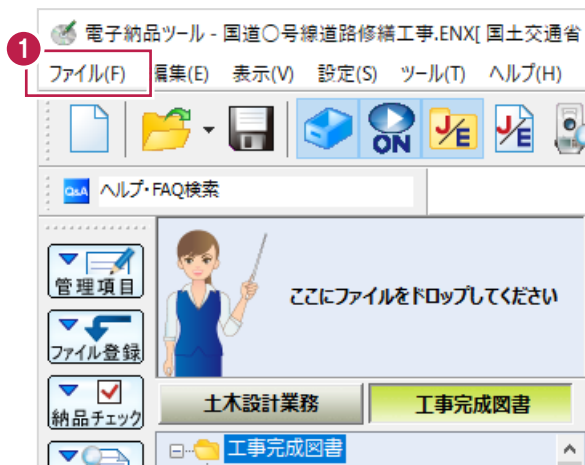 電子納品ツール - 国道〇号線道路修繕工事.ENX[ 国土交通省
1
ファイル(F) 編集(E) 表示(V) 設定(S) ツール(T) ヘルプ(H)
ON J/E J/E
Q&A ヘルプ・FAQ検索
管理項目
ここにファイルをドロップしてください
ファイル登録
納品チェック
土木設計業務 工事完成図書
工事完成図書